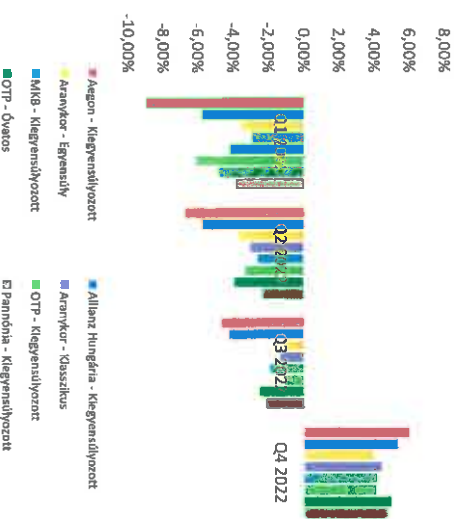 8,00%
6,00%
4,00%
2,00%
0,00%
-2,00%
-4,00%
-6,00%
-8,00%
-10,00%
Q2 2022
Q3 2022
Q4 2022
Aegon - Kiegyensúlyozott
Allianz Hungária - Kiegyensúlyozott
Aranykor - Egyensúly
Aranykor - Klasszikus
MKB - Kiegyensúlyozott
OTP - Kiegyensúlyozott
OTP - Óvatos
Pannónia - Kiegyensúlyozott